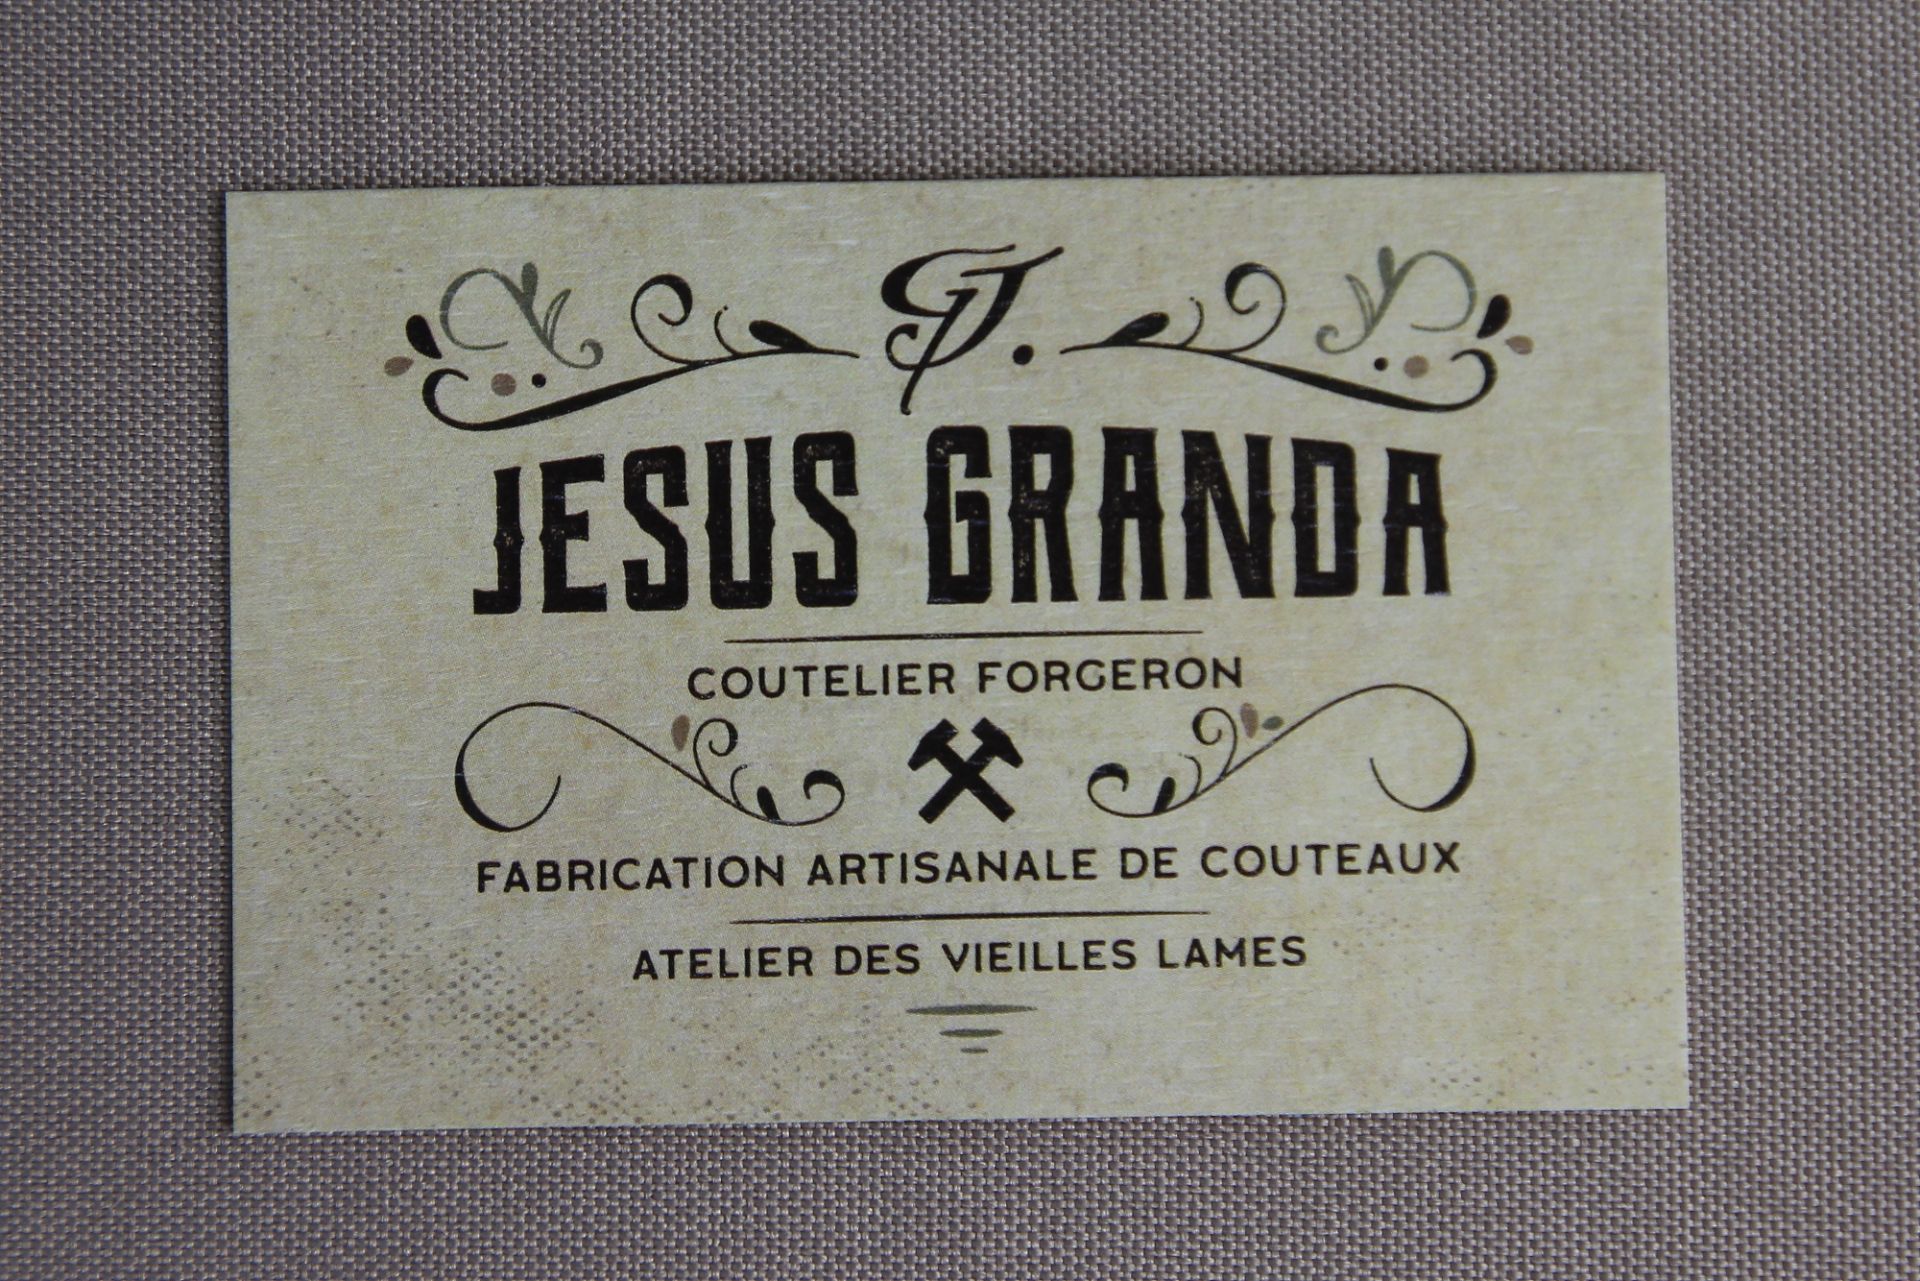 GJ.
JESUS GRANDA
COUTELIER FORGERON
FABRICATION ARTISANALE DE COUTEAUX
ATELIER DES VIEILLES LAMES